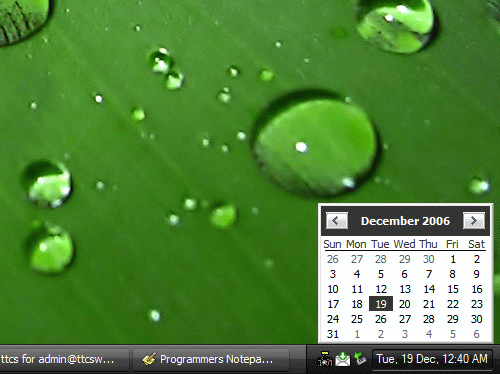 December 2006
Sun Mon Tue Wed Thu Fri Sat
26 27 28 29 30 1 2
3 4 5 6 7 8 9
10 11 12 13 14 15 16
17 18 19 20 21 22 23
24 25 26 27 28 29 30
31 1 2 3 4 5 6
ttcs for admin@ttcsw... Programmers Notepa... Tue, 19 Dec, 12:40 AM